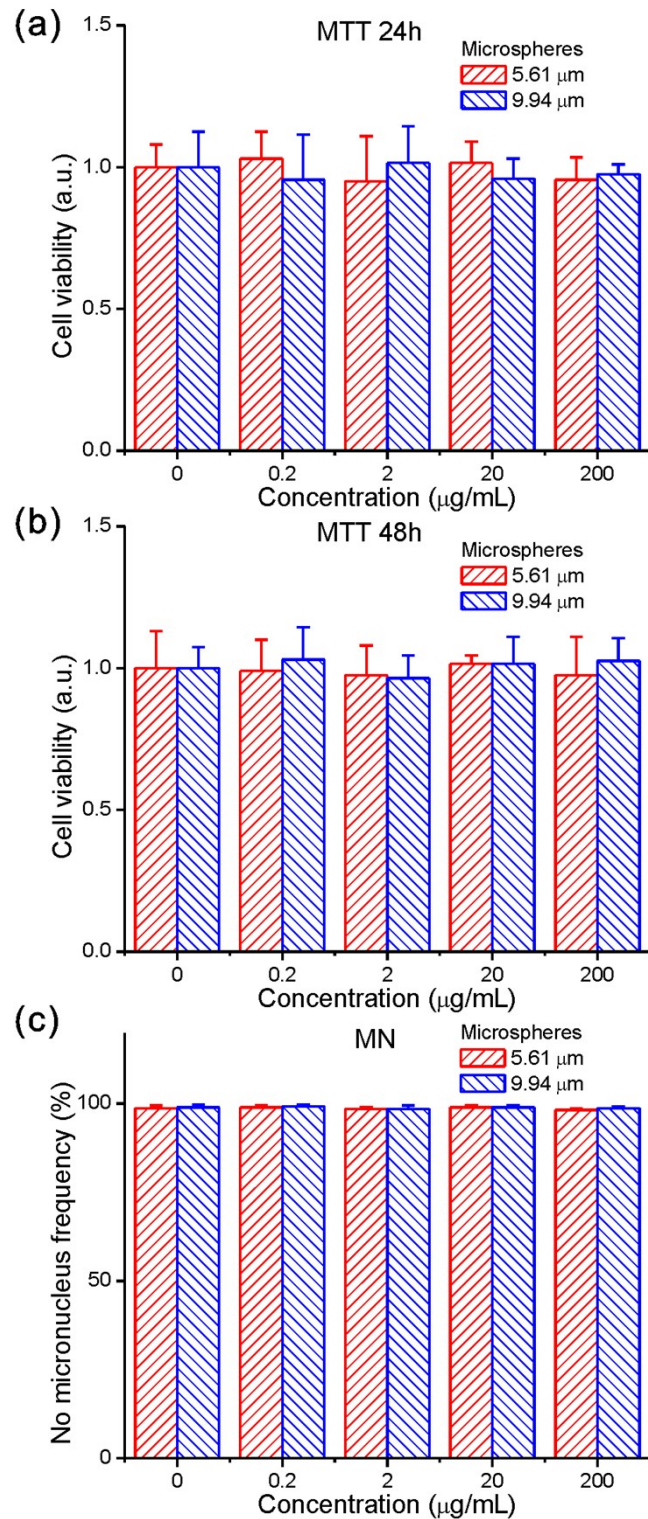 (a)
MTT 24h
Microspheres
5.61 μm
9.94 μm
1.5
1.0
0.5
0.0
Cell viability (a.u.)
0 0.2 2 20 200
Concentration (μg/mL)
(b)
MTT 48h
Microspheres
5.61 μm
9.94 μm
1.5
1.0
0.5
0.0
Cell viability (a.u.)
0 0.2 2 20 200
Concentration (μg/mL)
(c)
MN
Microspheres
5.61 μm
9.94 μm
100
50
0
No micronucleus frequency (%)
0 0.2 2 20 200
Concentration (μg/mL)